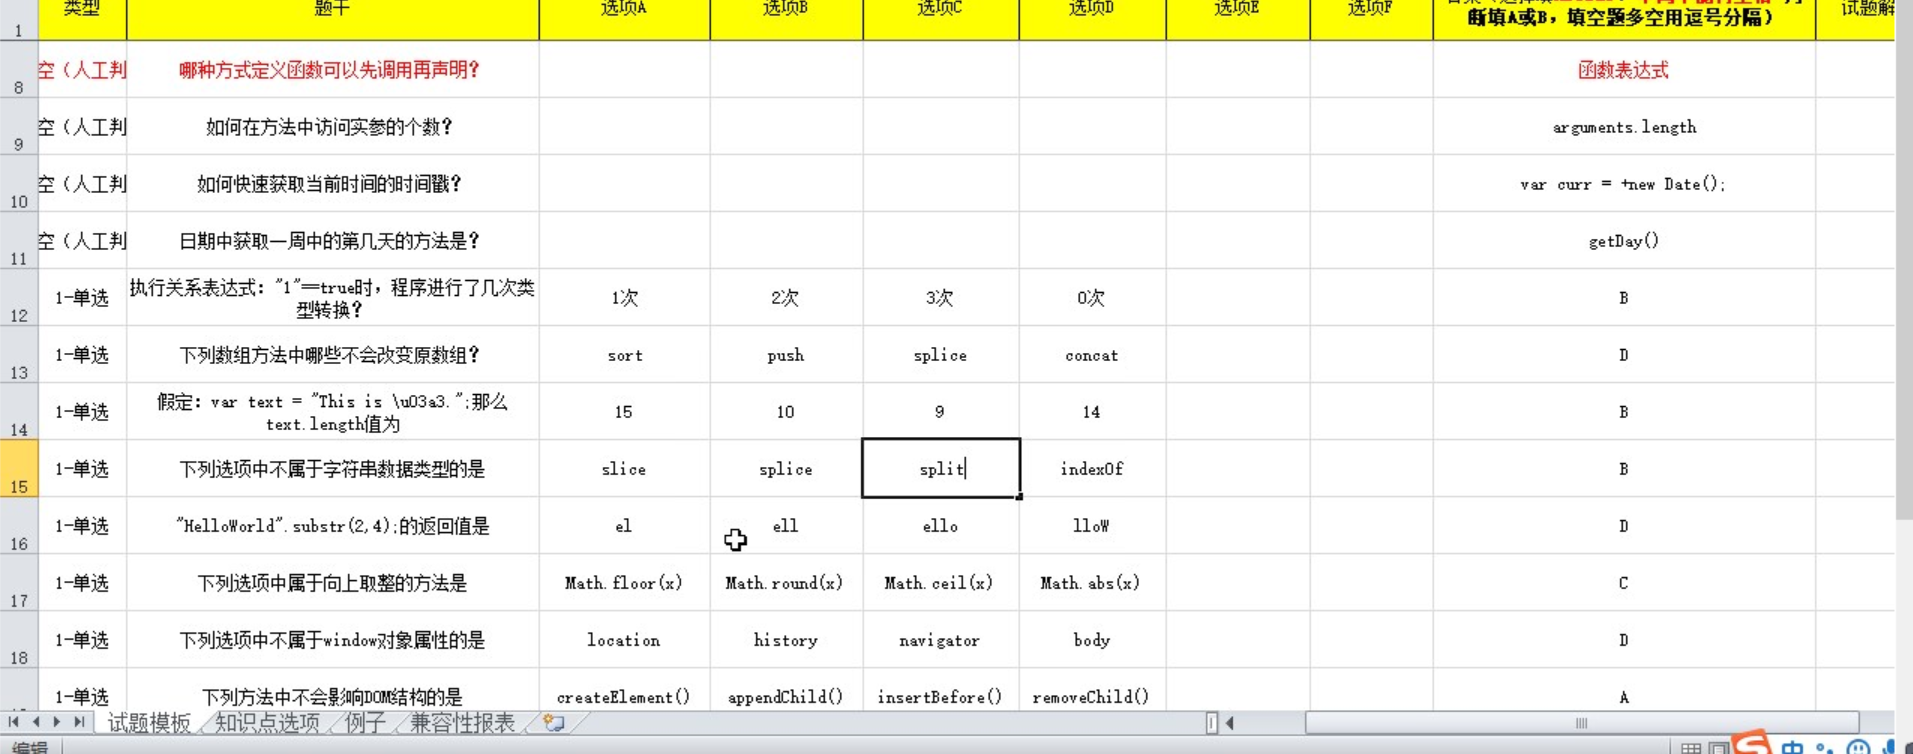 类型 题干 选项A 选项B 选项C 选项D 选项E 选项F 试题解
1 断填A或B，填空题多空用逗号分隔）
8 空（人工判 哪种方式定义函数可以先调用再声明? 函数表达式
9 空（人工判 如何在方法中访问实参的个数? arguments.length
10 空（人工判 如何快速获取当前时间的时间戳? var curr = +new Date();
11 空（人工判 日期中获取一周中的第几天的方法是? getDay()
执行关系表达式："1"==true时，程序进行了几次类
12 1-单选 型转换? 1次 2次 3次 0次 B
13 1-单选 下列数组方法中哪些不会改变原数组? sort push splice concat D
假定：var text = "This is \u03a3.";那么
14 1-单选 text.length值为 15 10 9 14 B
15 1-单选 下列选项中不属于字符串数据类型的是 slice splice split indexOf B
16 1-单选 "HelloWorld".substr(2,4);的返回值是 el ell ello lloW D
17 1-单选 下列选项中属于向上取整的方法是 Math.floor(x) Math.round(x) Math.ceil(x) Math.abs(x) C
18 1-单选 下列选项中不属于window对象属性的是 location history navigator body D
1-单选 下列方法中不会影响DOM结构的是 createElement() appendChild() insertBefore() removeChild() A
试题模板 知识点选项 例子 兼容性报表
编辑 中